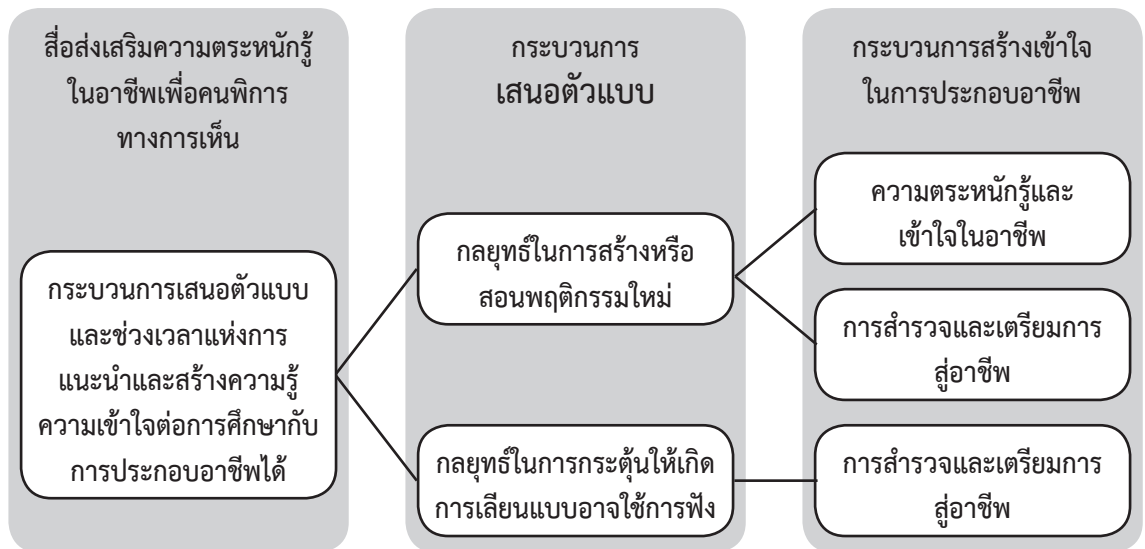 สื่อส่งเสริมความตระหนักรู้
ในอาชีพเพื่อคนพิการ
ทางการเห็น
กระบวนการเสนอตัวแบบ
และช่วงเวลาแห่งการ
แนะนำและสร้างความรู้
ความเข้าใจต่อการศึกษากับ
การประกอบอาชีพได้
กระบวนการ
เสนอตัวแบบ
กลยุทธ์ในการสร้างหรือ
สอนพฤติกรรมใหม่
กลยุทธ์ในการกระตุ้นให้เกิด
การเลียนแบบอาจใช้การฟัง
กระบวนการสร้างเข้าใจ
ในการประกอบอาชีพ
ความตระหนักรู้และ
เข้าใจในอาชีพ
การสำรวจและเตรียมการ
สู่อาชีพ
การสำรวจและเตรียมการ
สู่อาชีพ